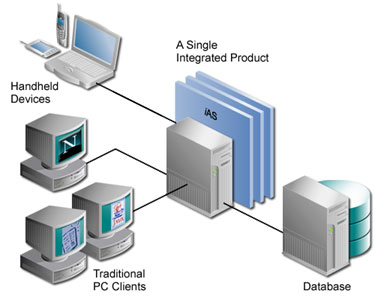 A Single
Integrated Product
Handheld
Devices
iAS
N
Traditional
PC Clients
Database